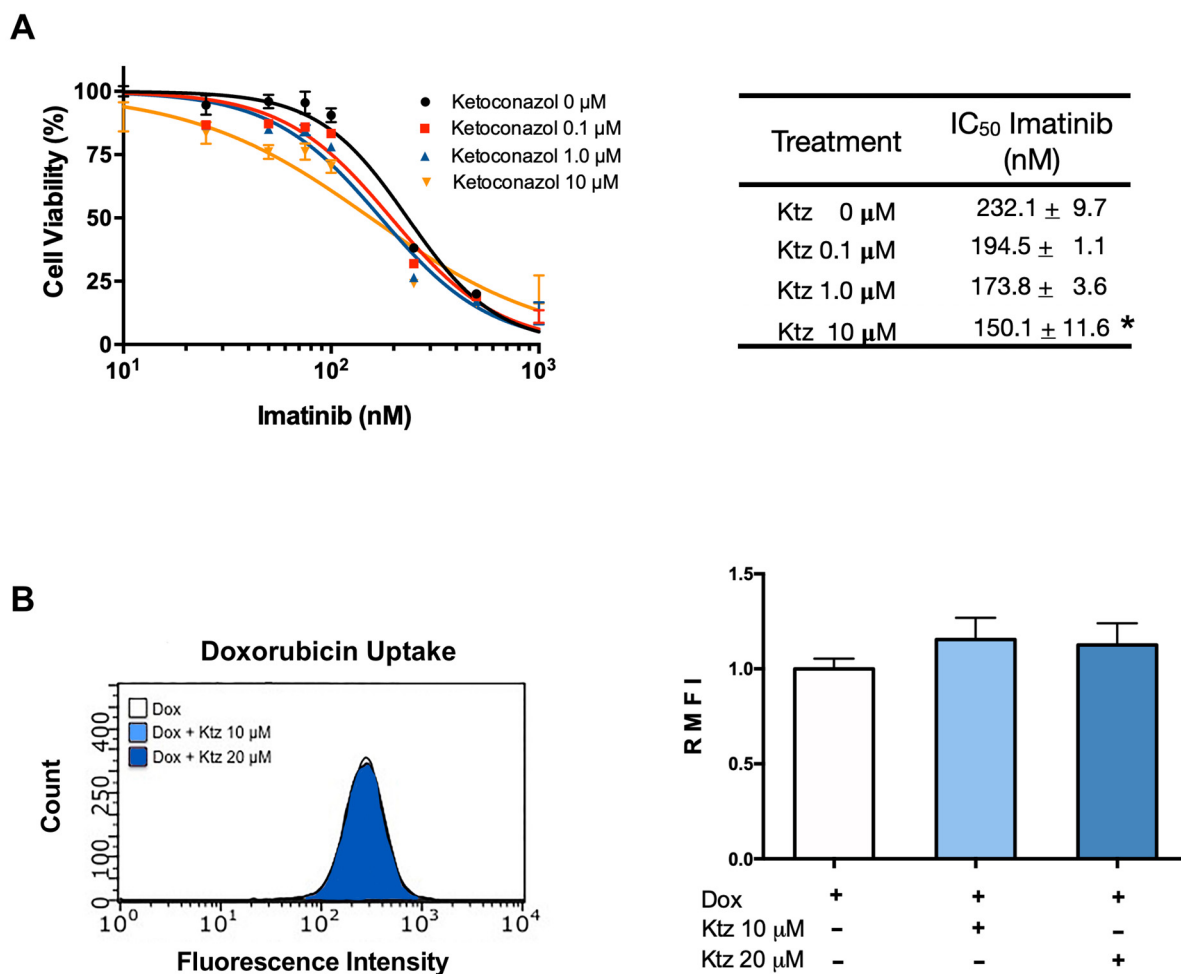 A
100
75
50
25
0
Cell Viability (%)
10¹ 10² 10³
Imatinib (nM)
Ketoconazol 0 µM
Ketoconazol 0.1 µM
Ketoconazol 1.0 µM
Ketoconazol 10 µM
Treatment IC₅₀ Imatinib (nM)
Ktz 0 µM 232.1 ± 9.7
Ktz 0.1 µM 194.5 ± 1.1
Ktz 1.0 µM 173.8 ± 3.6
Ktz 10 µM 150.1 ± 11.6 *
B
Doxorubicin Uptake
Dox
Dox + Ktz 10 µM
Dox + Ktz 20 µM
Count
400
250
100
0
10⁰ 10¹ 10² 10³ 10⁴
Fluorescence Intensity
R M F I
1.5
1.0
0.5
0.0
Dox + + +
Ktz 10 µM - + -
Ktz 20 µM - - +